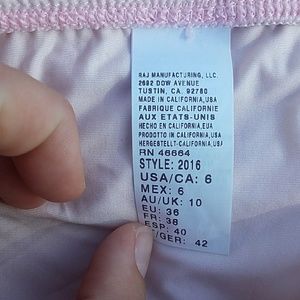 RAJ MANUFACTURING, LLC.
2692 DOW AVENUE
TUSTIN, CA. 92780
MADE IN CALIFORNIA,USA
FABRIQUE CALIFORNIE
AUX ETATS-UNIS
HECHO EN CALIFORNIA,EUA
PRODOTTO IN CALIFORNIA,USA
HERGESTELLT-CALIFORNIA,USA
RN 46664
STYLE: 2016
USA/CA: 6
MEX: 6
AU/UK: 10
EU: 36
FR: 38
ESP: 40
/GER: 42